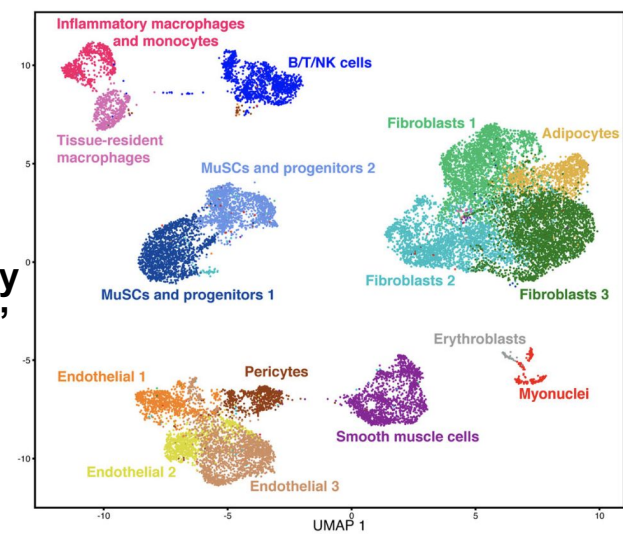 Inflammatory macrophages
and monocytes
B/T/NK cells
Tissue-resident
macrophages
Fibroblasts 1
Adipocytes
MuSCs and progenitors 2
Fibroblasts 2
MuSCs and progenitors 1
Fibroblasts 3
y
,
Erythroblasts
Myonuclei
Endothelial 1
Pericytes
Smooth muscle cells
Endothelial 2
Endothelial 3
10
5
0
-5
-10
-10
-5
0
5
10
UMAP 1